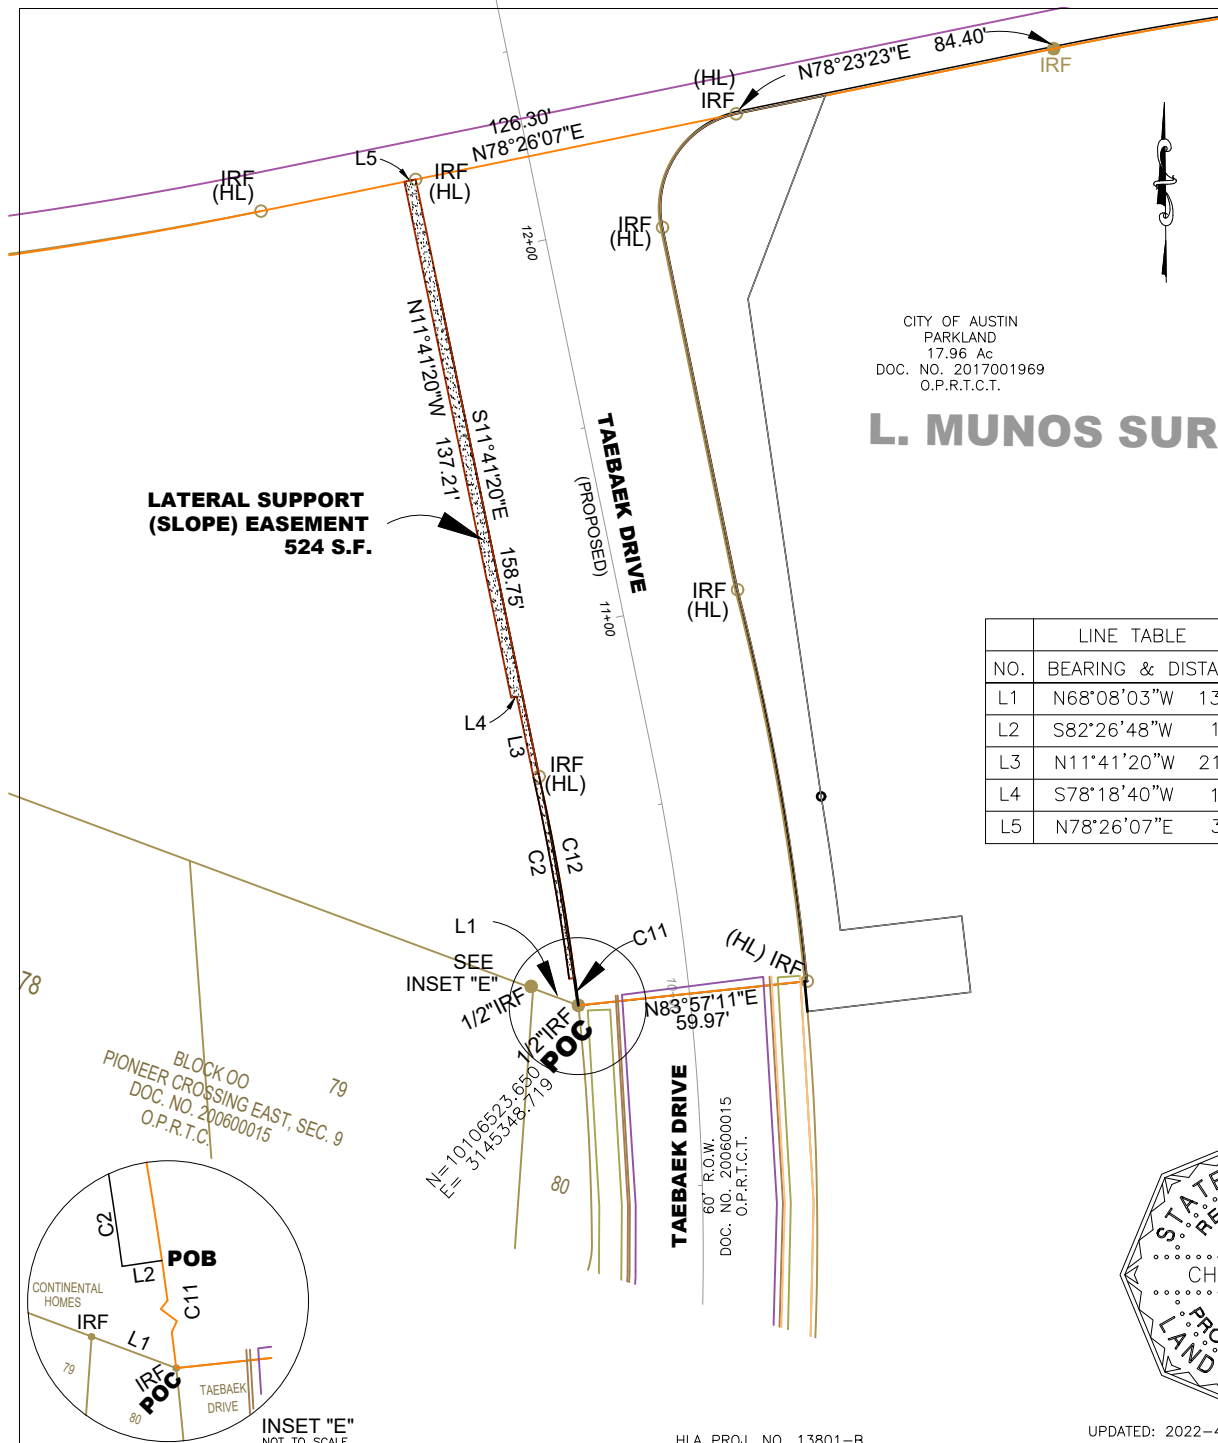 N78°23'23"E 84.40'
IRF
(HL)
IRF
126.30'
N78°26'07"E
L5
IRF
(HL)
IRF
(HL)
IRF
(HL)
12+00
CITY OF AUSTIN
PARKLAND
17.96 Ac
DOC. NO. 2017001969
O.P.R.T.C.T.
L. MUNOS SUR
N11°41'20"W 137.21'
S11°41'20"E 158.75'
TAEBAEK DRIVE
(PROPOSED)
LATERAL SUPPORT
(SLOPE) EASEMENT
524 S.F.
IRF
(HL)
11+00
LINE TABLE
NO. BEARING & DISTA
L1 N68°08'03"W 13
L2 S82°26'48"W 1
L3 N11°41'20"W 21
L4 S78°18'40"W 1
L5 N78°26'07"E 3
L4
L3
IRF
(HL)
C2
C12
L1
C11
SEE
INSET "E"
(HL) IRF
1/2"IRF
1/2"IRF
POC
N83°57'11"E
59.97'
N=10106523.650
E= 3145348.719
78
BLOCK OO
PIONEER CROSSING EAST, SEC. 9
DOC. NO. 200600015
O.P.R.T.C.
79
80
TAEBAEK DRIVE
60' R.O.W.
DOC. NO. 200600015
O.P.R.T.C.T.
C2
POB
L2
C11
CONTINENTAL
HOMES
IRF
L1
IRF
POC
79
80
TAEBAEK
DRIVE
INSET "E"
NOT TO SCALE
STATE
RE
CH
PRO
LAND
HLA PROJ. NO. 13801-B
UPDATED: 2022-4